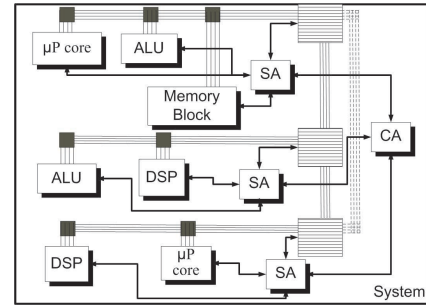 µP core
ALU
SA
Memory
Block
CA
ALU
DSP
SA
DSP
µP
core
SA
System